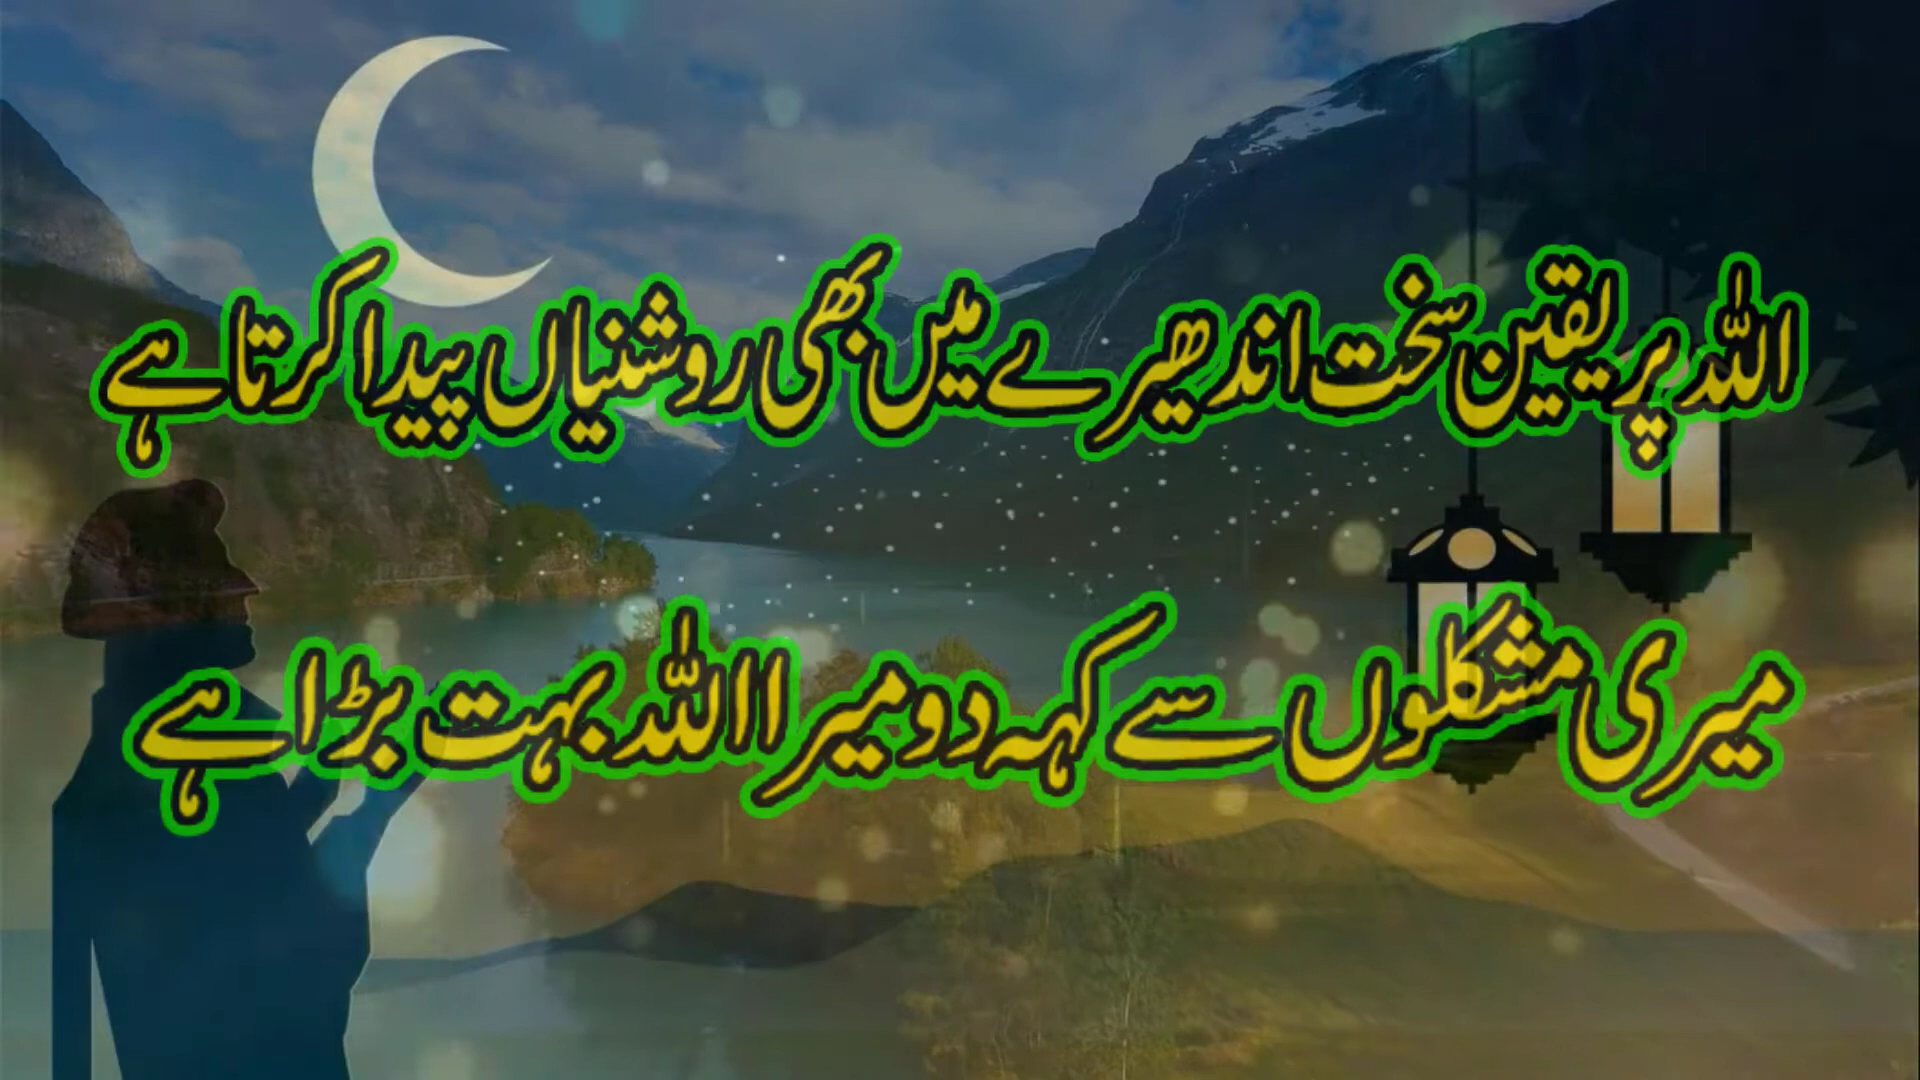 اللہ پر یقین سخت اندھیرے میں بھی روشنیاں پیدا کرتا ہے
میری مشکلوں سے کہہ دو میرا اللہ بہت بڑا ہے